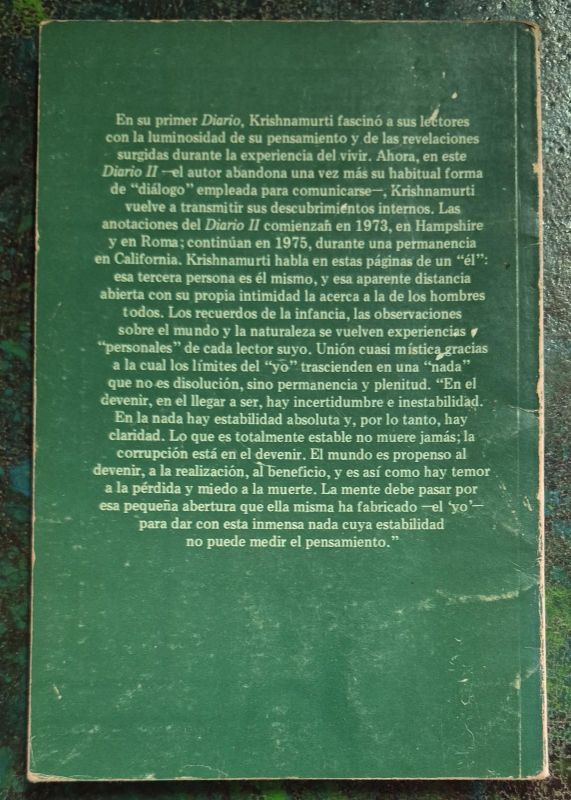 En su primer Diario, Krishnamurti fascinó a sus lectores
con la luminosidad de su pensamiento y de las revelaciones
surgidas durante la experiencia del vivir. Ahora, en este
Diario II —el autor abandona una vez más su habitual forma
de “diálogo” empleada para comunicarse—, Krishnamurti
vuelve a transmitir sus descubrimientos internos. Las
anotaciones del Diario II comienzan en 1973, en Hampshire
y en Roma; continúan en 1975, durante una permanencia
en California. Krishnamurti habla en estas páginas de un “él”:
esa tercera persona es él mismo, y esa aparente distancia
abierta con su propia intimidad la acerca a la de los hombres
todos. Los recuerdos de la infancia, las observaciones
sobre el mundo y la naturaleza se vuelven experiencias
“personales” de cada lector suyo. Unión cuasi mística gracias
a la cual los límites del “yo” trascienden en una “nada”
que no es disolución, sino permanencia y plenitud. “En el
devenir, en el llegar a ser, hay incertidumbre e inestabilidad.
En la nada hay estabilidad absoluta y, por lo tanto, hay
claridad. Lo que es totalmente estable no muere jamás; la
corrupción está en el devenir. El mundo es propenso al
devenir, a la realización, al beneficio, y es así como hay temor
a la pérdida y miedo a la muerte. La mente debe pasar por
esa pequeña abertura que ella misma ha fabricado —el ‘yo’—
para dar con esta inmensa nada cuya estabilidad
no puede medir el pensamiento.”